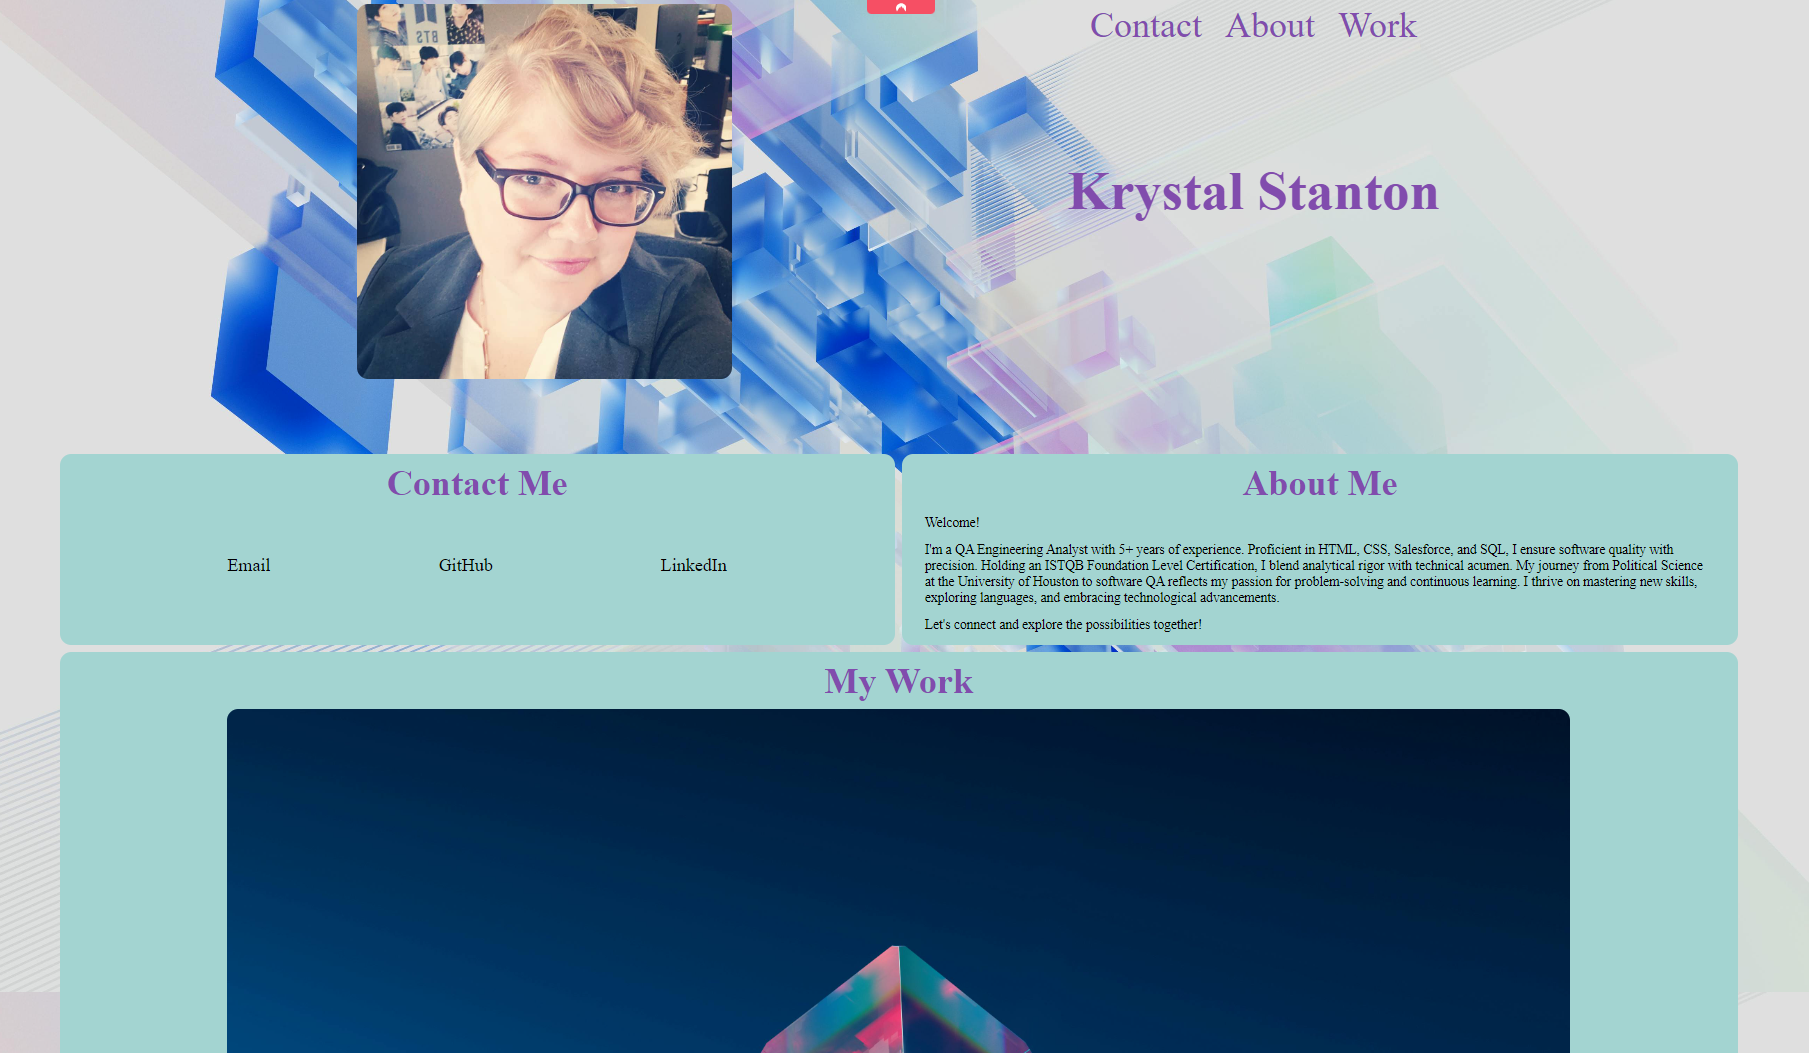 BTS
Contact About Work
Krystal Stanton
Contact Me
Email GitHub LinkedIn
About Me
Welcome!
I'm a QA Engineering Analyst with 5+ years of experience. Proficient in HTML, CSS, Salesforce, and SQL, I ensure software quality with
precision. Holding an ISTQB Foundation Level Certification, I blend analytical rigor with technical acumen. My journey from Political Science
at the University of Houston to software QA reflects my passion for problem-solving and continuous learning. I thrive on mastering new skills,
exploring languages, and embracing technological advancements.
Let's connect and explore the possibilities together!
My Work